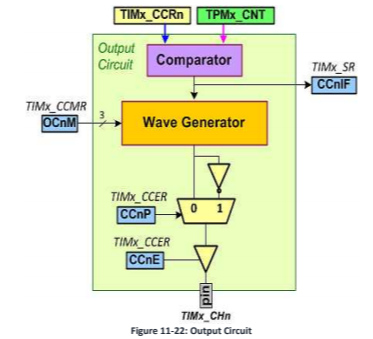 TIMx_CCRn TPMx_CNT
Output
Circuit
Comparator
TIMx_SR
CCnIF
TIMx_CCMR
OCnM
3
Wave Generator
TIMx_CCER
CCnP
0 1
TIMx_CCER
CCnE
pin
TIMx_CHn
Figure 11-22: Output Circuit